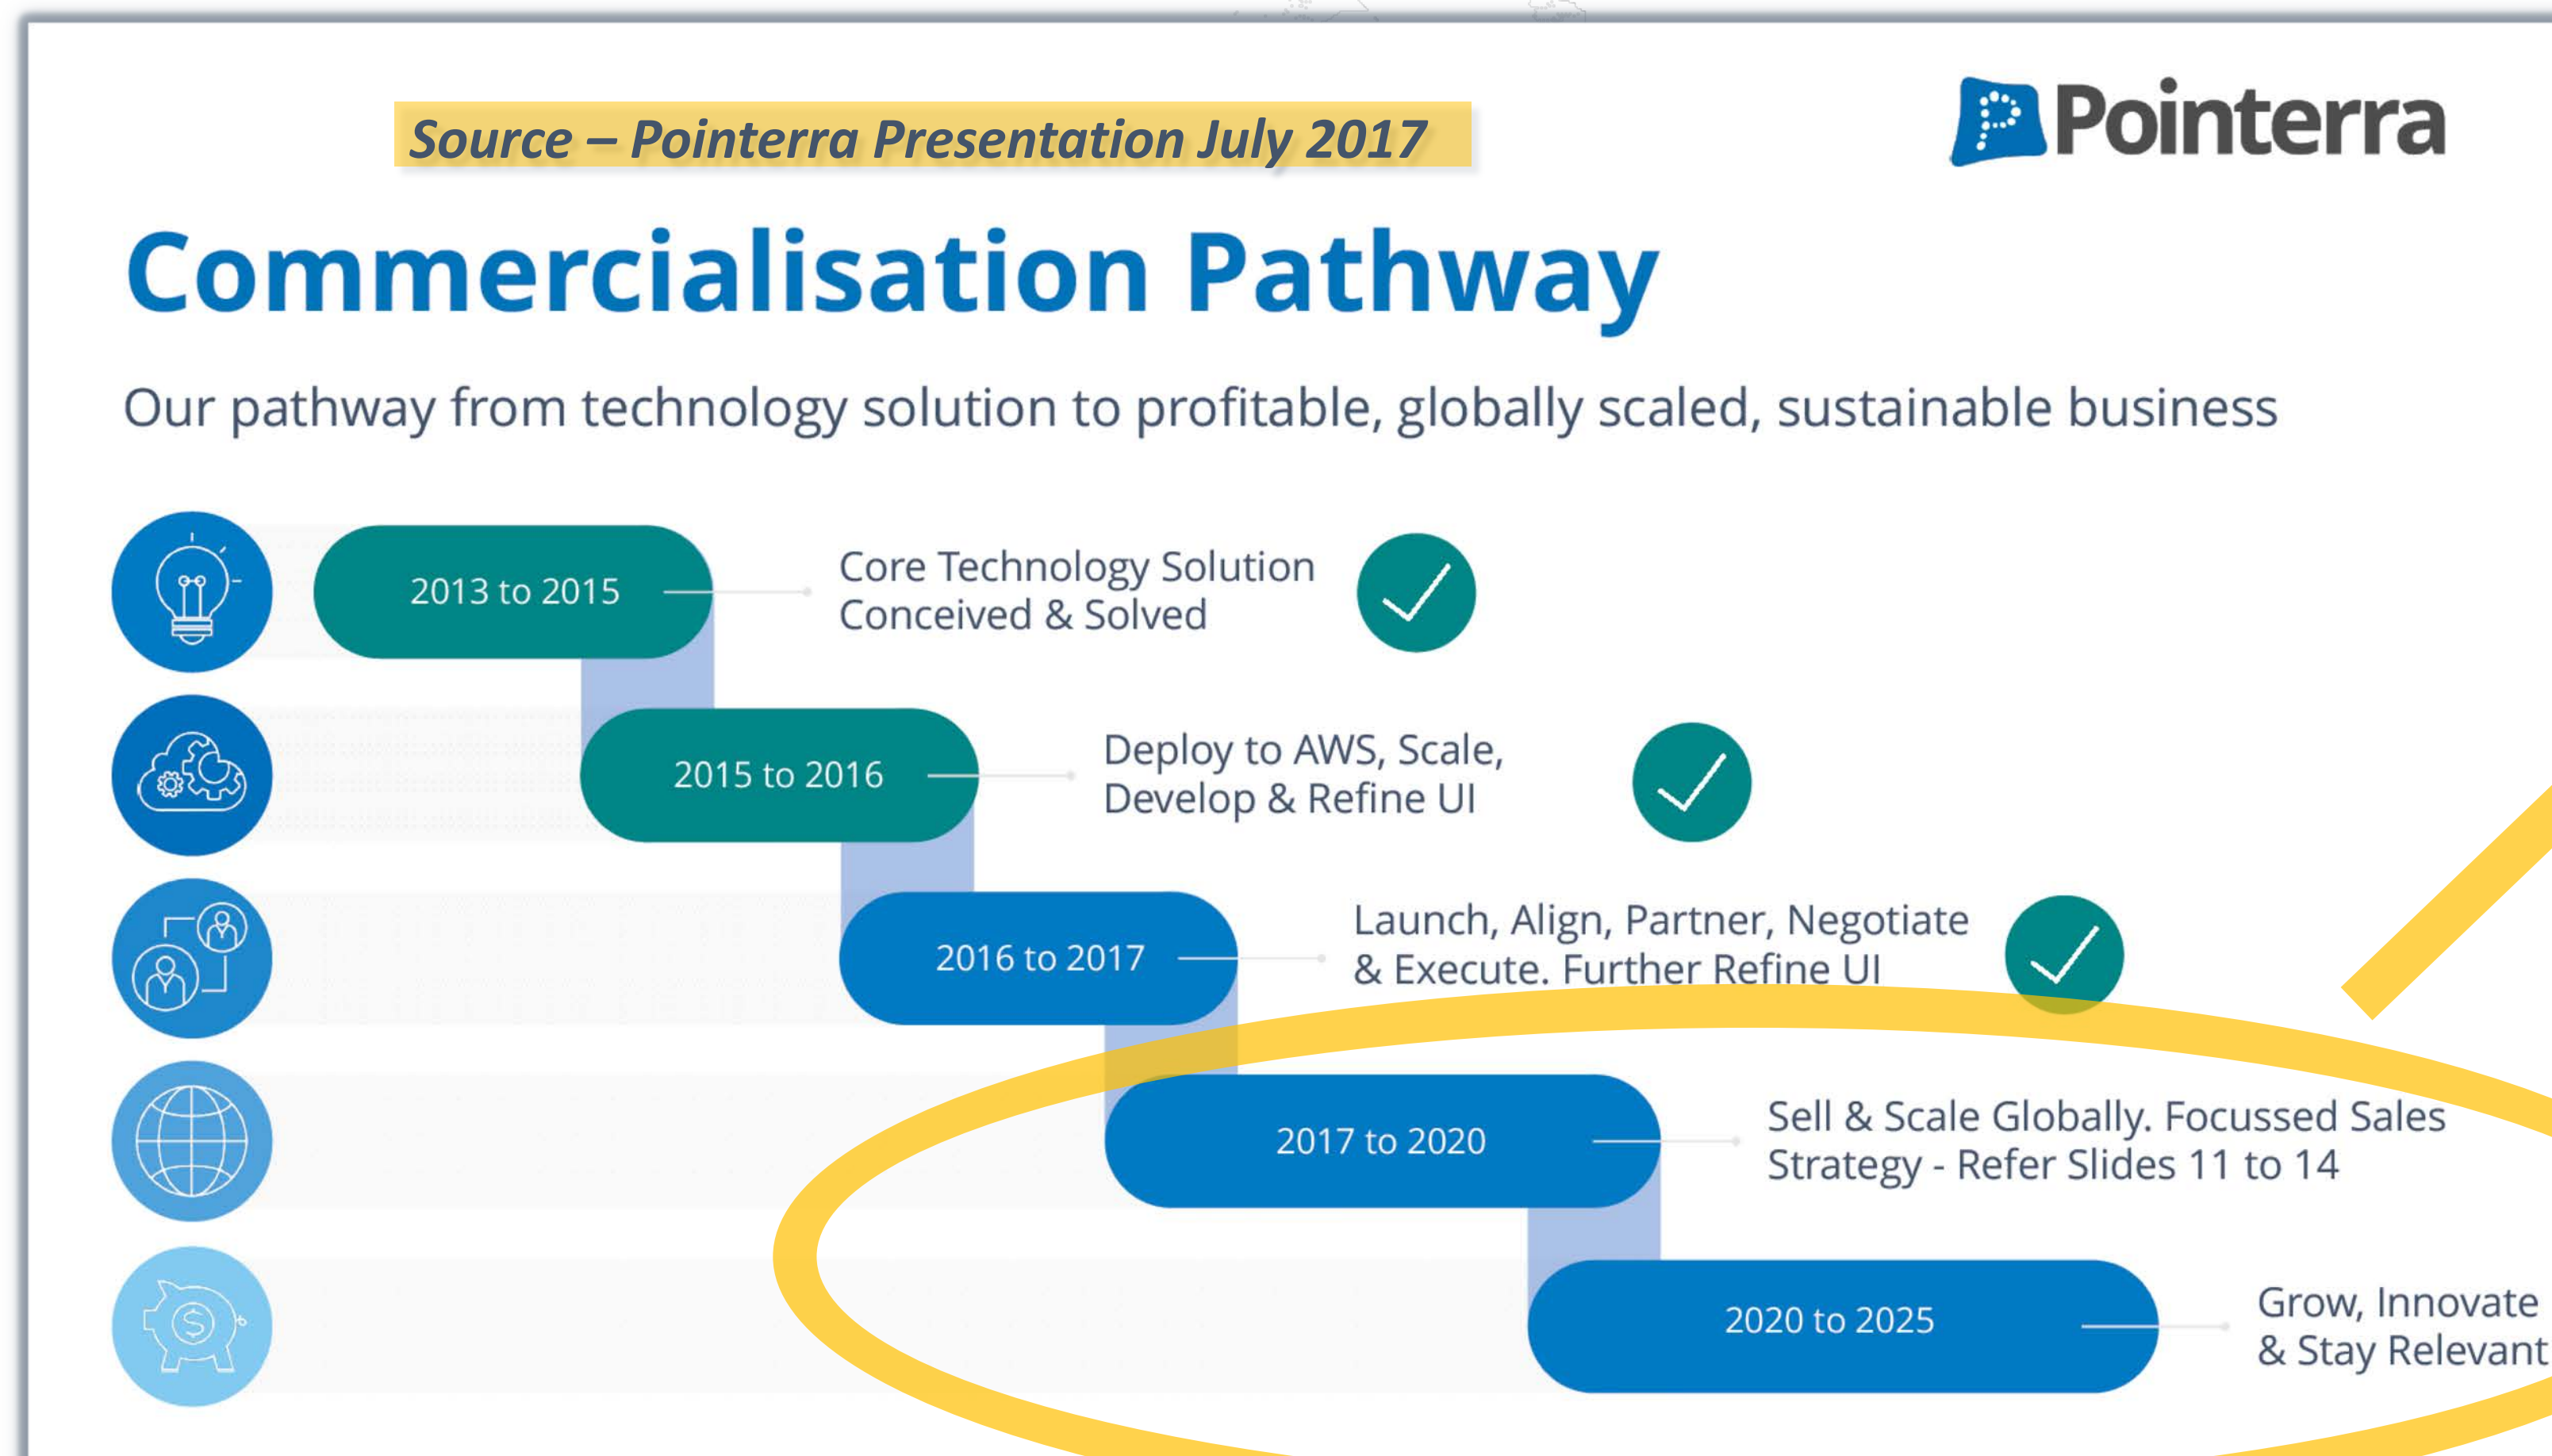 Source – Pointerra Presentation July 2017
Pointerra
Commercialisation Pathway
Our pathway from technology solution to profitable, globally scaled, sustainable business
2013 to 2015
Core Technology Solution
Conceived & Solved
2015 to 2016
Deploy to AWS, Scale,
Develop & Refine UI
2016 to 2017
Launch, Align, Partner, Negotiate
& Execute. Further Refine UI
2017 to 2020
Sell & Scale Globally. Focussed Sales
Strategy - Refer Slides 11 to 14
2020 to 2025
Grow, Innovate
& Stay Relevant